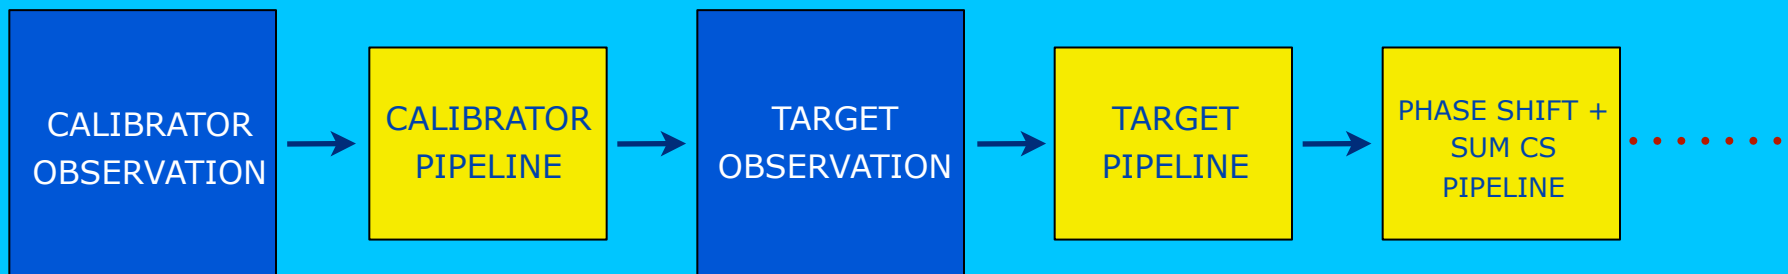 CALIBRATOR
OBSERVATION
CALIBRATOR
PIPELINE
TARGET
OBSERVATION
TARGET
PIPELINE
PHASE SHIFT +
SUM CS
PIPELINE